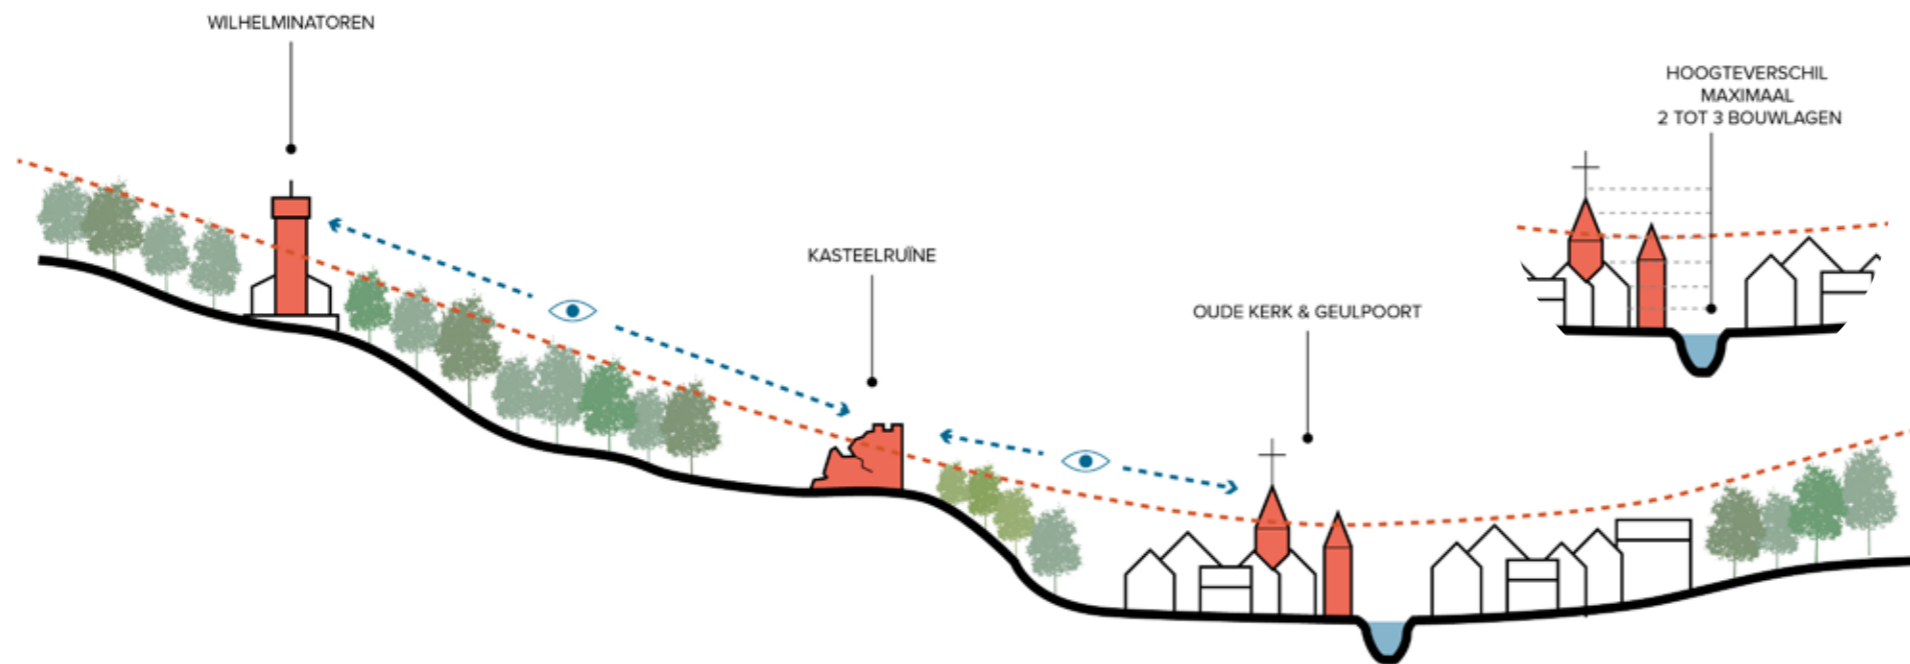 WILHELMINATOREN
KASTEELRUÏNE
OUDE KERK & GEULPOORT
HOOGTEVERSCHIL
MAXIMAAL
2 TOT 3 BOUWLAGEN